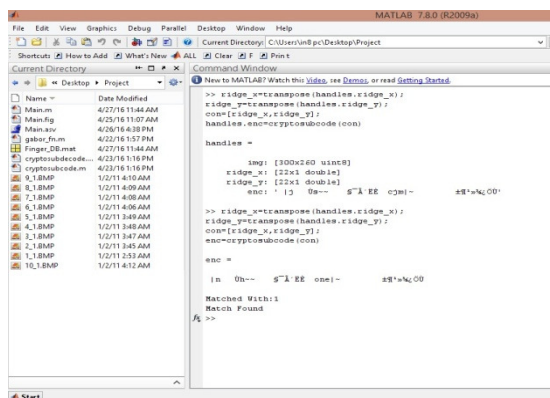 MATLAB 7.8.0 (R2009a)
File Edit View Graphics Debug Parallel Desktop Window Help
Current Directory: C:\Users\in8 pc\Desktop\Project
Shortcuts How to Add What's New ALL Clear F Print
Current Directory
Command Window
Desktop Project
New to MATLAB? Watch this Video, see Demos, or read Getting Started.
Name Date Modified
Main.m 4/27/16 11:44 AM
Main.fig 4/25/16 11:07 AM
Main.asv 4/26/16 4:38 PM
gabor_fn.m 4/22/16 1:57 PM
Finger_DB.mat 4/27/16 11:44 AM
cryptosubdecode.... 4/23/16 1:16 PM
cryptosubcode.m 4/23/16 1:16 PM
9_1.BMP 1/2/11 4:10 AM
8_1.BMP 1/2/11 4:09 AM
7_1.BMP 1/2/11 4:08 AM
6_1.BMP 1/2/11 4:06 AM
5_1.BMP 1/2/11 3:49 AM
4_1.BMP 1/2/11 3:48 AM
3_1.BMP 1/2/11 3:47 AM
2_1.BMP 1/2/11 3:45 AM
1_1.BMP 1/2/11 2:53 AM
10_1.BMP 1/2/11 4:12 AM
>> ridge_x=transpose(handles.ridge_x);
ridge_y=transpose(handles.ridge_y);
con=[ridge_x,ridge_y];
handles.enc=cryptosubcode(con)
handles =
img: [300x260 uint8]
ridge_x: [22x1 double]
ridge_y: [22x1 double]
enc:
>> ridge_x=transpose(handles.ridge_x);
ridge_y=transpose(handles.ridge_y);
con=[ridge_x,ridge_y];
enc=cryptosubcode(con)
enc =
Matched With:1
Match Found
fx >>
Start